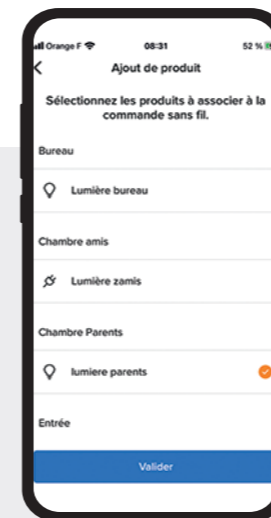 Orange F 08:31 52 %
Ajout de produit
Sélectionnez les produits à associer à la
commande sans fil.
Bureau
Lumière bureau
Chambre amis
Lumière zamis
Chambre Parents
lumiere parents
Entrée
Valider